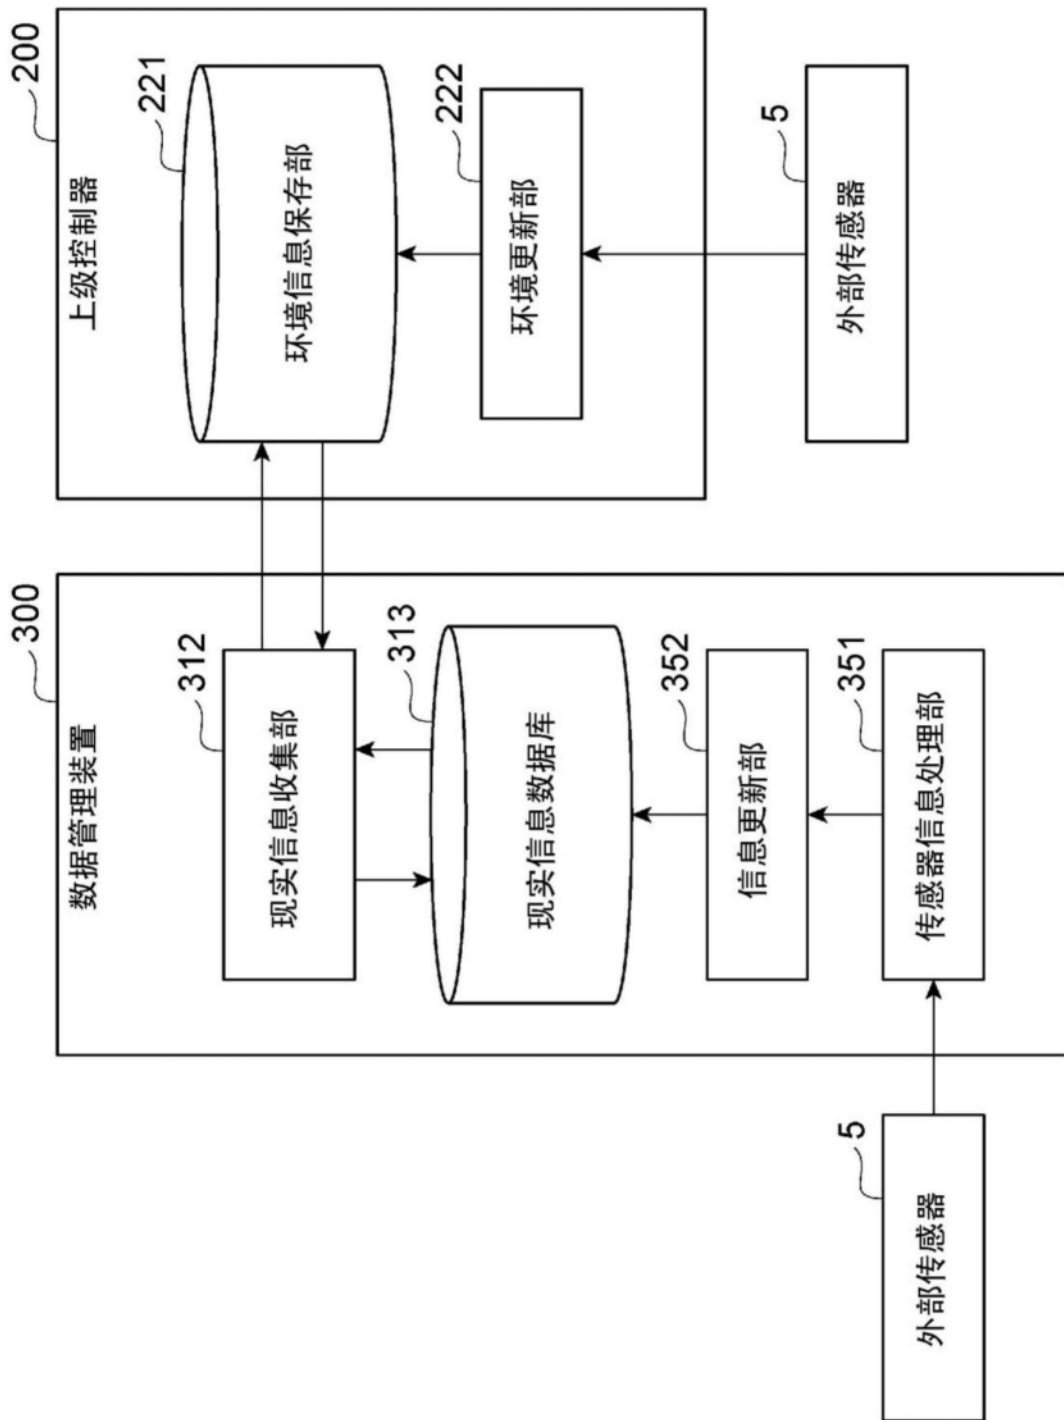 300
数据管理装置
312
现实信息收集部
313
现实信息数据库
352
信息更新部
351
传感器信息处理部
5
外部传感器
200
上级控制器
221
环境信息保存部
222
环境更新部
5
外部传感器